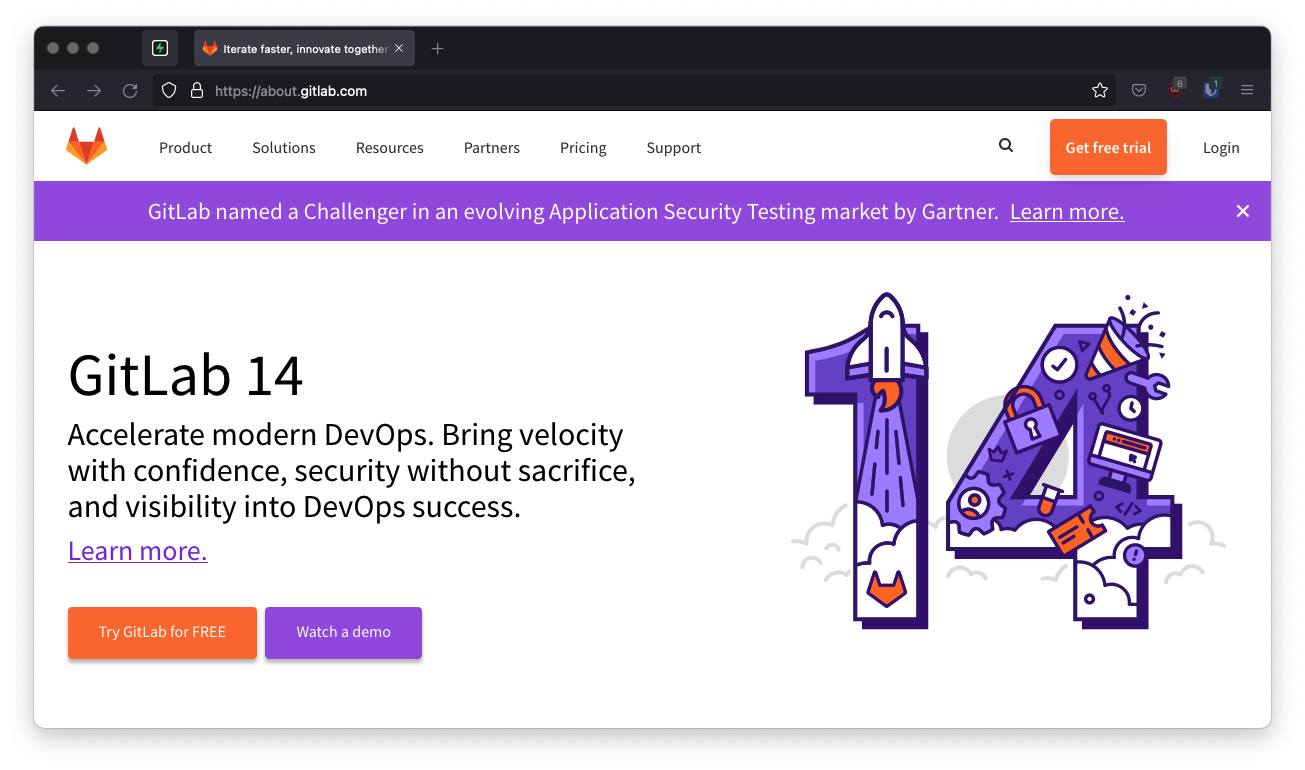 Iterate faster, innovate together
https://about.gitlab.com
6
1
Product Solutions Resources Partners Pricing Support
Get free trial
Login
GitLab named a Challenger in an evolving Application Security Testing market by Gartner. Learn more.
GitLab 14
Accelerate modern DevOps. Bring velocity
with confidence, security without sacrifice,
and visibility into DevOps success.
Learn more.
Try GitLab for FREE
Watch a demo
14